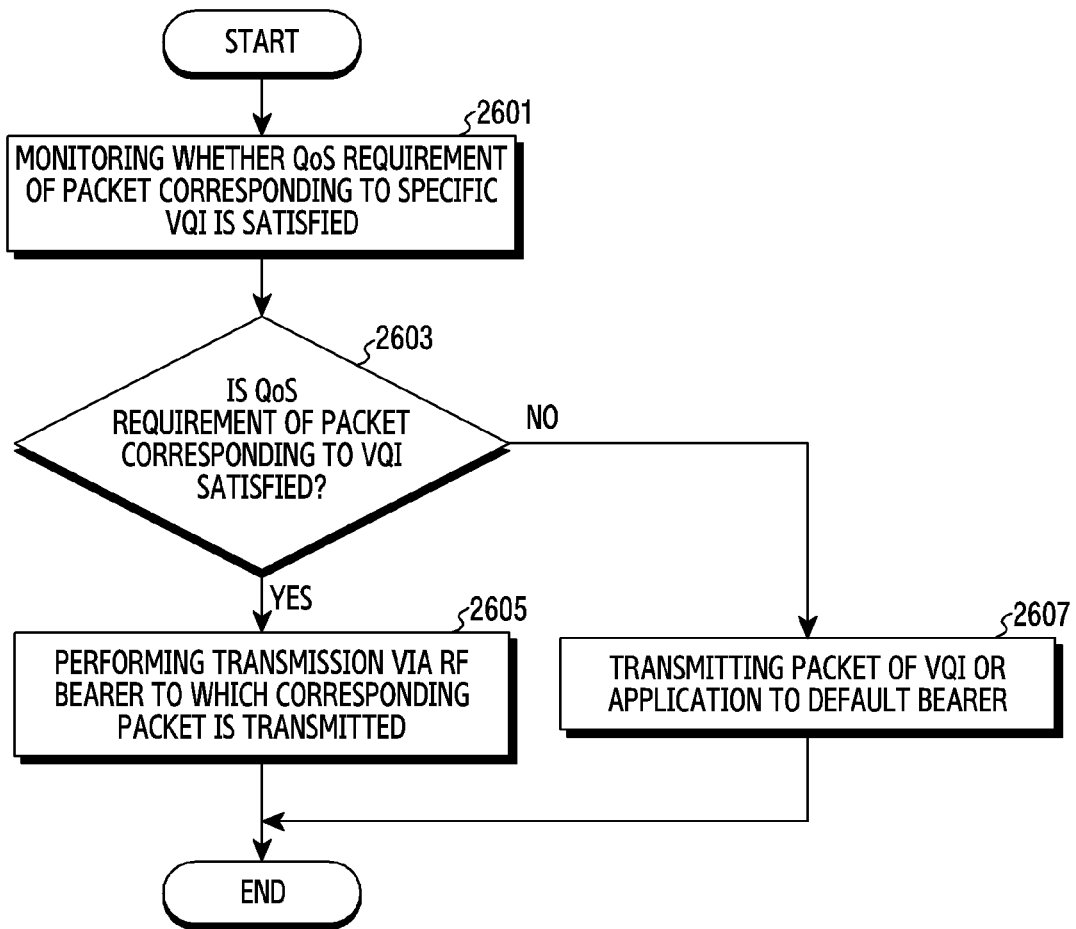 START
2601
MONITORING WHETHER QoS REQUIREMENT
OF PACKET CORRESPONDING TO SPECIFIC
VQI IS SATISFIED
2603
IS QoS
REQUIREMENT OF PACKET
CORRESPONDING TO VQI
SATISFIED?
NO
YES
2605
PERFORMING TRANSMISSION VIA RF
BEARER TO WHICH CORRESPONDING
PACKET IS TRANSMITTED
2607
TRANSMITTING PACKET OF VQI OR
APPLICATION TO DEFAULT BEARER
END